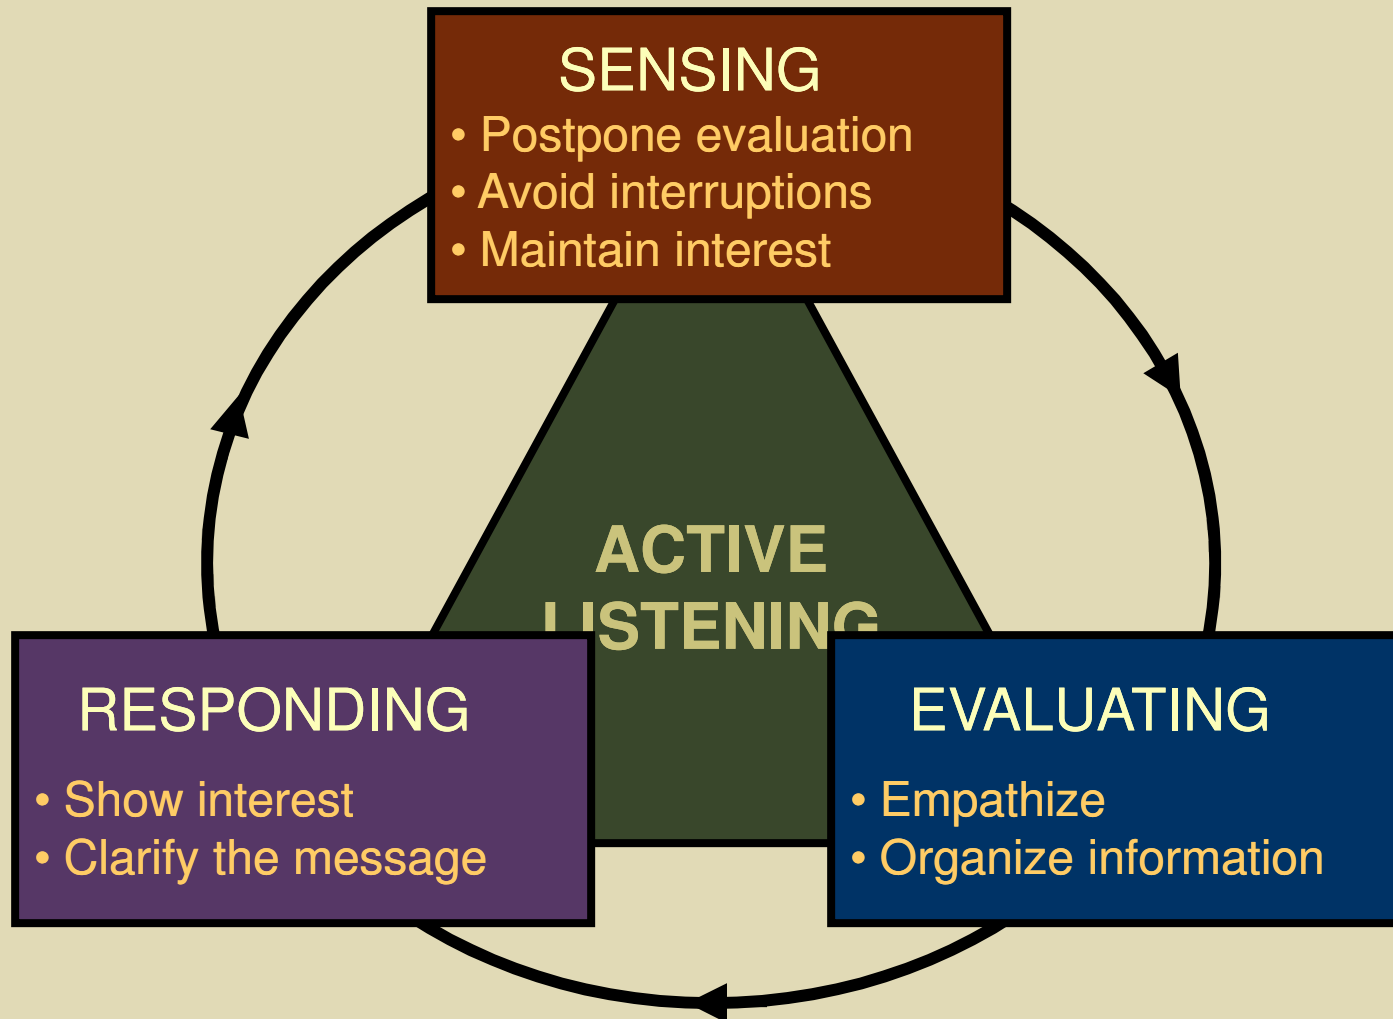 SENSING
• Postpone evaluation
• Avoid interruptions
• Maintain interest
ACTIVE
LISTENING
RESPONDING
• Show interest
• Clarify the message
EVALUATING
• Empathize
• Organize information